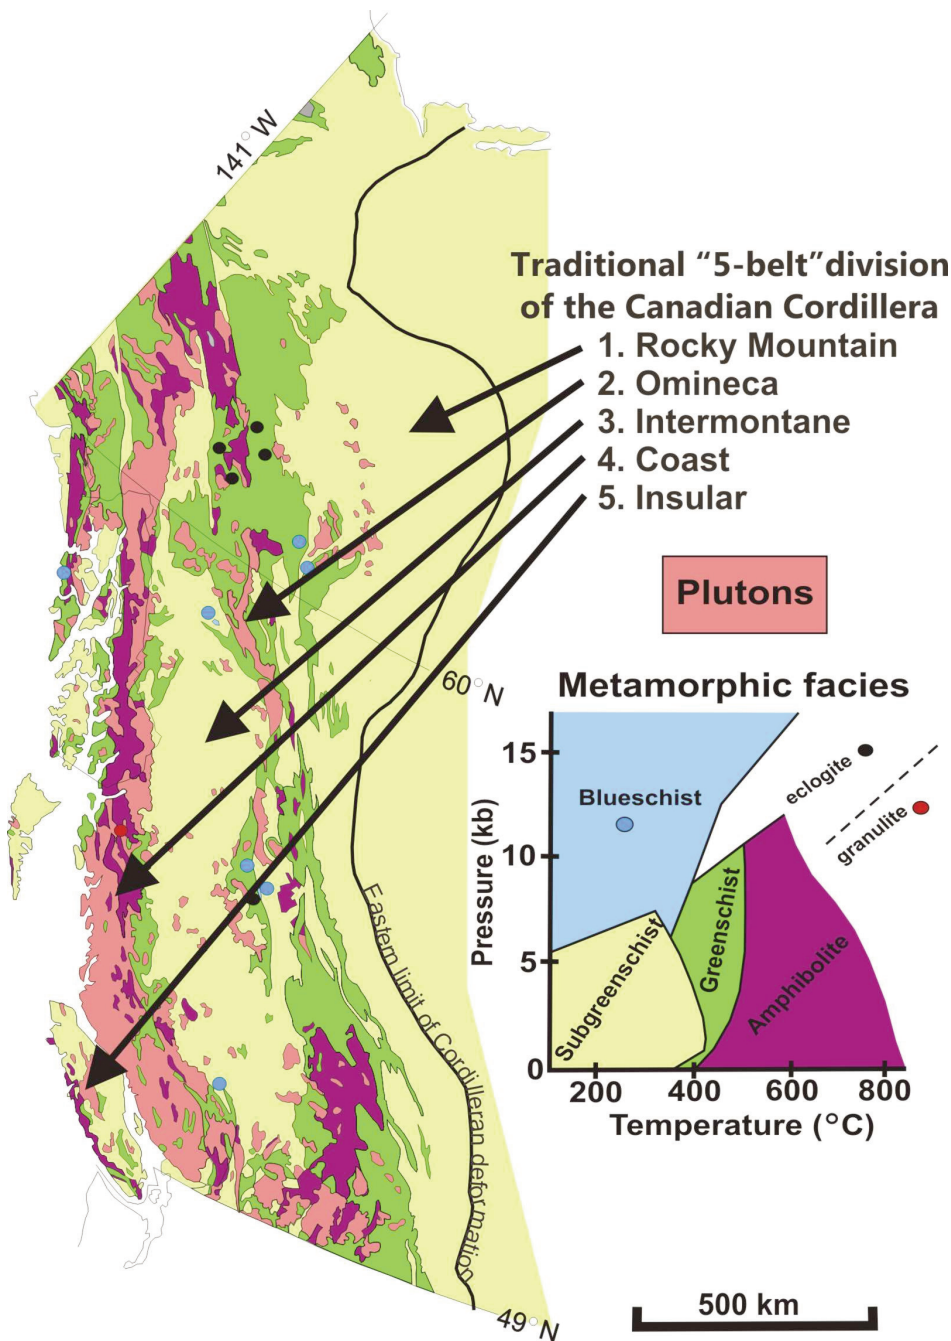 141° W
Traditional “5-belt”division
of the Canadian Cordillera
1. Rocky Mountain
2. Omineca
3. Intermontane
4. Coast
5. Insular
Plutons
60° N
Metamorphic facies
Pressure (kb)
15
10
5
0
Blueschist
eclogite
granulite
Subgreenschist
Greenschist
Amphibolite
200
400
600
800
Temperature (°C)
Eastern limit of Cordilleran deformation
49° N
500 km